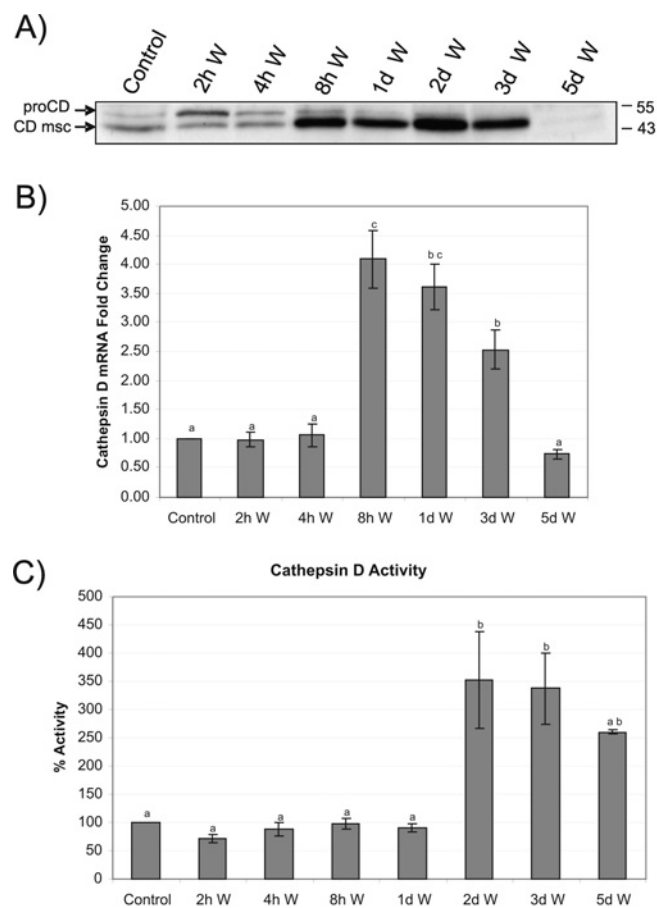 A)
Control 2h W 4h W 8h W 1d W 2d W 3d W 5d W
proCD
55
CD msc
43
B)
Cathepsin D mRNA Fold Change
5.00
4.50
4.00
3.50
3.00
2.50
2.00
1.50
1.00
0.50
0.00
a a a c b c b a
Control 2h W 4h W 8h W 1d W 3d W 5d W
C)
Cathepsin D Activity
% Activity
500
450
400
350
300
250
200
150
100
50
0
a a a a a b b a b
Control 2h W 4h W 8h W 1d W 2d W 3d W 5d W